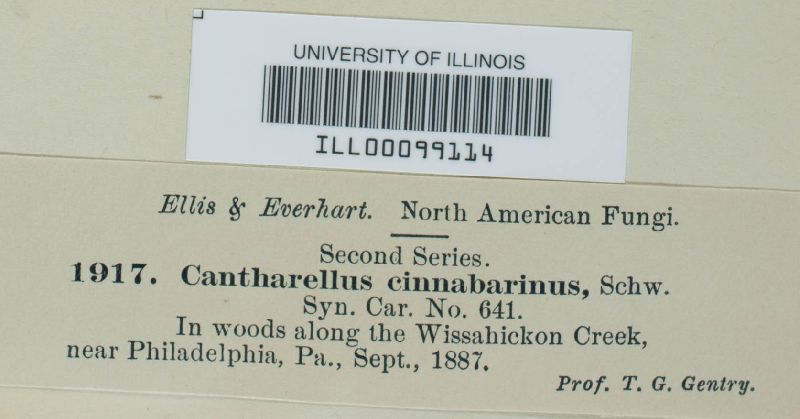 UNIVERSITY OF ILLINOIS
ILL00099114
Ellis & Everhart. North American Fungi.
Second Series.
1917. Cantharellus cinnabarinus, Schw.
Syn. Car. No. 641.
In woods along the Wissahickon Creek,
near Philadelphia, Pa., Sept., 1887.
Prof. T. G. Gentry.